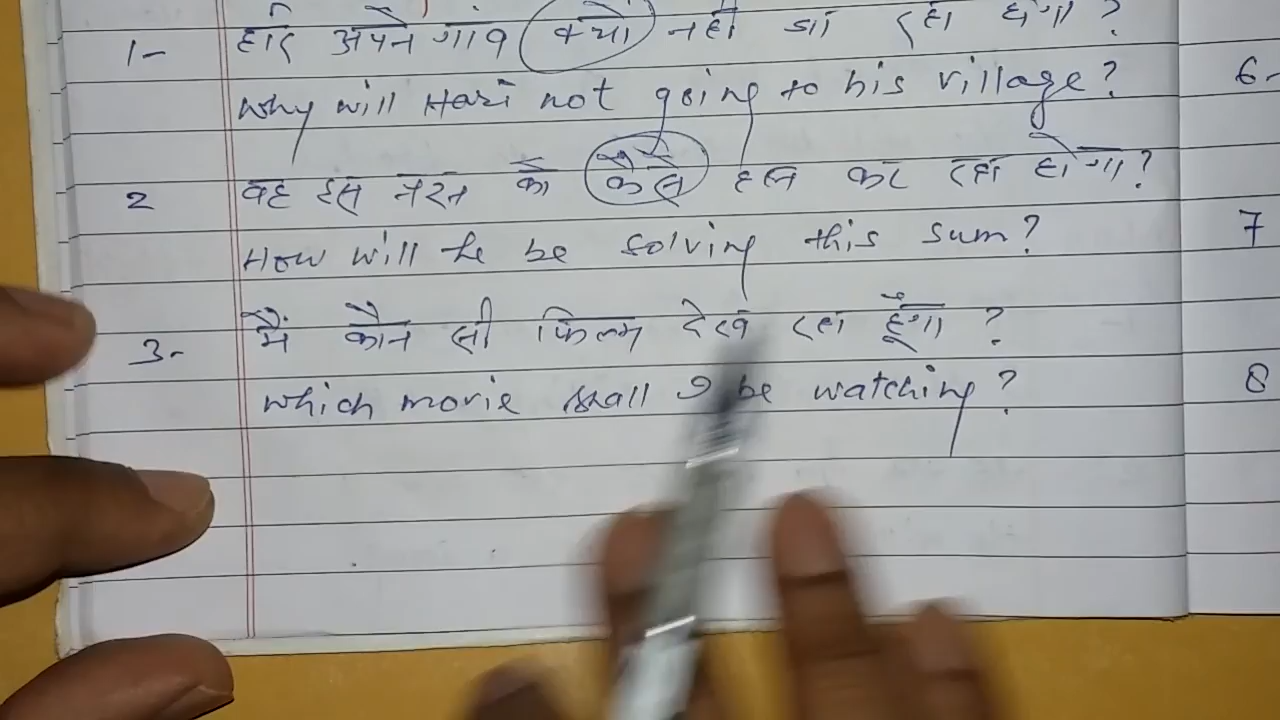 1- हरि अपने गांव क्यों नहीं जा रहा होगा ?
Why will Hari not going to his village? 6-
2 वह इस प्रश्न को कैसे हल कर रहा होगा?
How will he be solving this sum? 7
3- मैं कौन सी फिल्म देख रहा हूँगा ?
which movie shall I be watching? 8